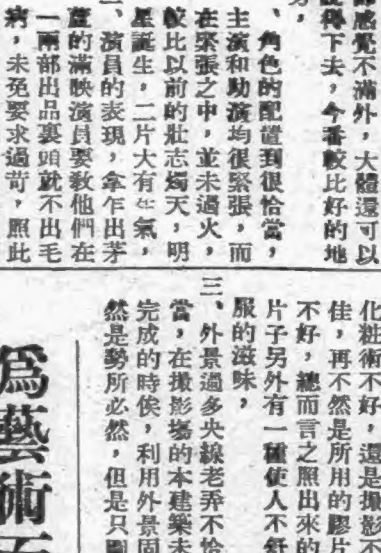 師感覺不滿外，大體還可以
說得下去，今番較比好的地
方，
、角色的配置到很恰當，
主演和助演均很緊張，而
在緊張之中，並未過火，
較比以前的壯志燭天，明
星誕生，二片大有生氣，
二、演員的表現，拿乍出茅
蘆的滿映演員要教他們在
一兩部出品裏頭就不出毛
病，未免要求過苛，照此
化粧術不好，還是撮影不
佳，再不然是所用的膠片
不好，總而言之照出來的
片子另外有一種使人不舒
服的滋味，
三、外景過多央線老弄不恰
當，在撮影塲的本建築未
完成的時侯，利用外景固
然是勢所必然，但是只圖
爲藝術